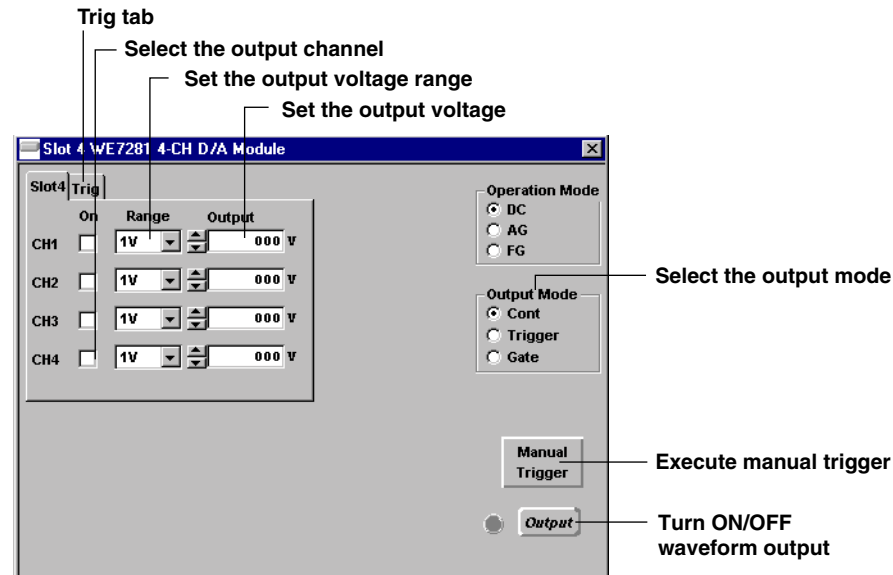 Trig tab
Select the output channel
Set the output voltage range
Set the output voltage
Slot 4 WE7281 4-CH D/A Module
Slot4 Trig
On Range Output
CH1 1V 000 V
CH2 1V 000 V
CH3 1V 000 V
CH4 1V 000 V
Operation Mode
DC
AG
FG
Output Mode
Cont
Trigger
Gate
Select the output mode
Manual
Trigger
Execute manual trigger
Output
Turn ON/OFF
waveform output